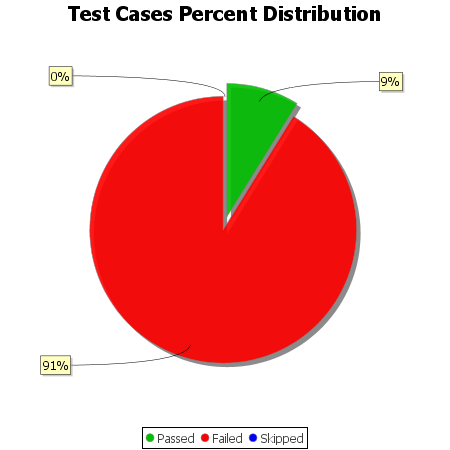 Test Cases Percent Distribution
0%
9%
91%
Passed Failed Skipped